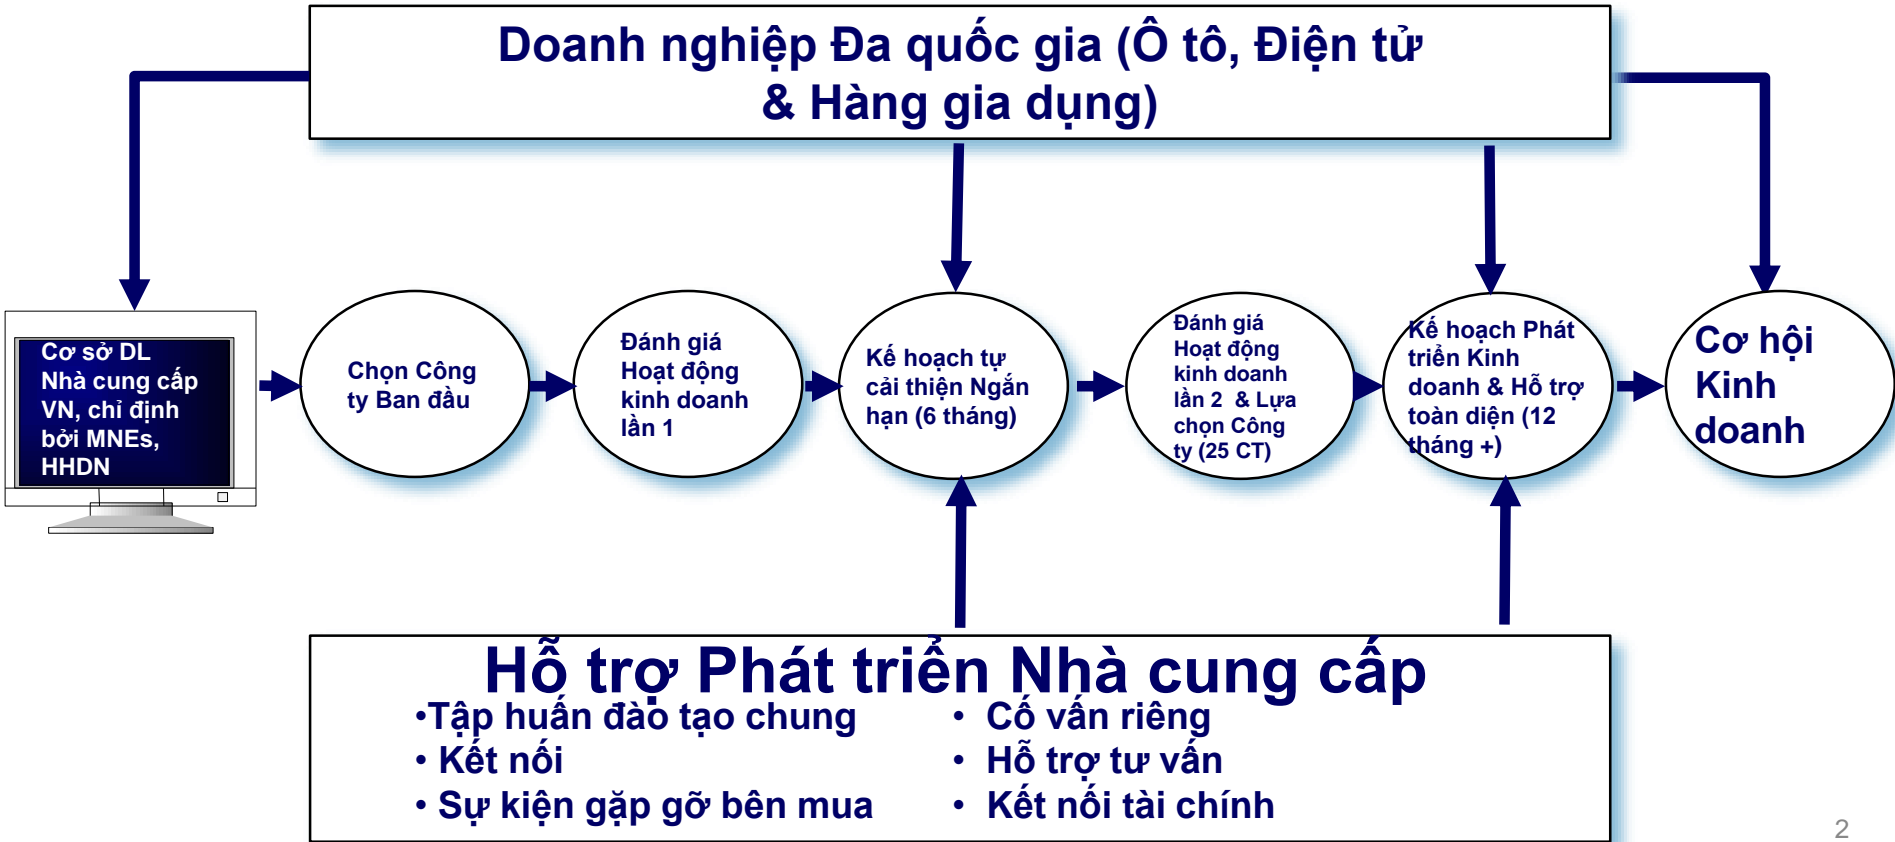 Doanh nghiệp Đa quốc gia (Ô tô, Điện tử
& Hàng gia dụng)
Cơ sở DL
Nhà cung cấp
VN, chỉ định
bởi MNEs,
HHDN
Chọn Công
ty Ban đầu
Đánh giá
Hoạt động
kinh doanh
lần 1
Kế hoạch tự
cải thiện Ngắn
hạn (6 tháng)
Đánh giá
Hoạt động
kinh doanh
lần 2 & Lựa
chọn Công
ty (25 CT)
Kế hoạch Phát
triển Kinh
doanh & Hỗ trợ
toàn diện (12
tháng +)
Cơ hội
Kinh
doanh
Hỗ trợ Phát triển Nhà cung cấp
•Tập huấn đào tạo chung
• Kết nối
• Sự kiện gặp gỡ bên mua
• Cố vấn riêng
• Hỗ trợ tư vấn
• Kết nối tài chính
2